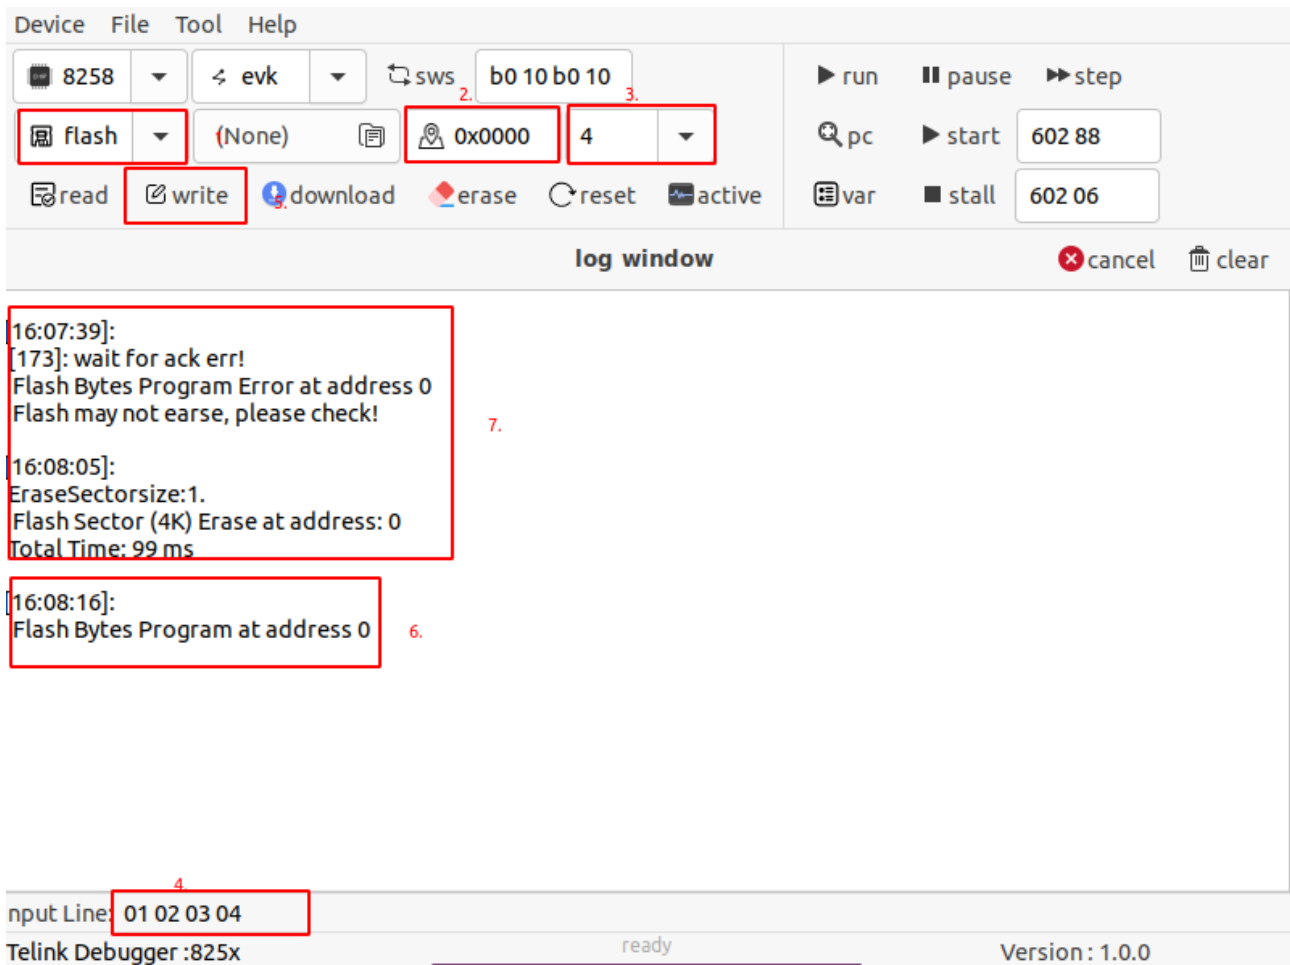 Device File Tool Help
8258 evk sws b0 10 b0 10 run pause step
2. 3.
flash 1 (None) 0x0000 4 pc start 602 88
read write 5. download erase reset active var stall 602 06
log window cancel clear
[16:07:39]:
[173]: wait for ack err!
Flash Bytes Program Error at address 0
Flash may not earse, please check!
7.
[16:08:05]:
EraseSectorsize:1.
Flash Sector (4K) Erase at address: 0
Total Time: 99 ms
[16:08:16]:
Flash Bytes Program at address 0 6.
4.
nput Line: 01 02 03 04
Telink Debugger :825x ready Version : 1.0.0